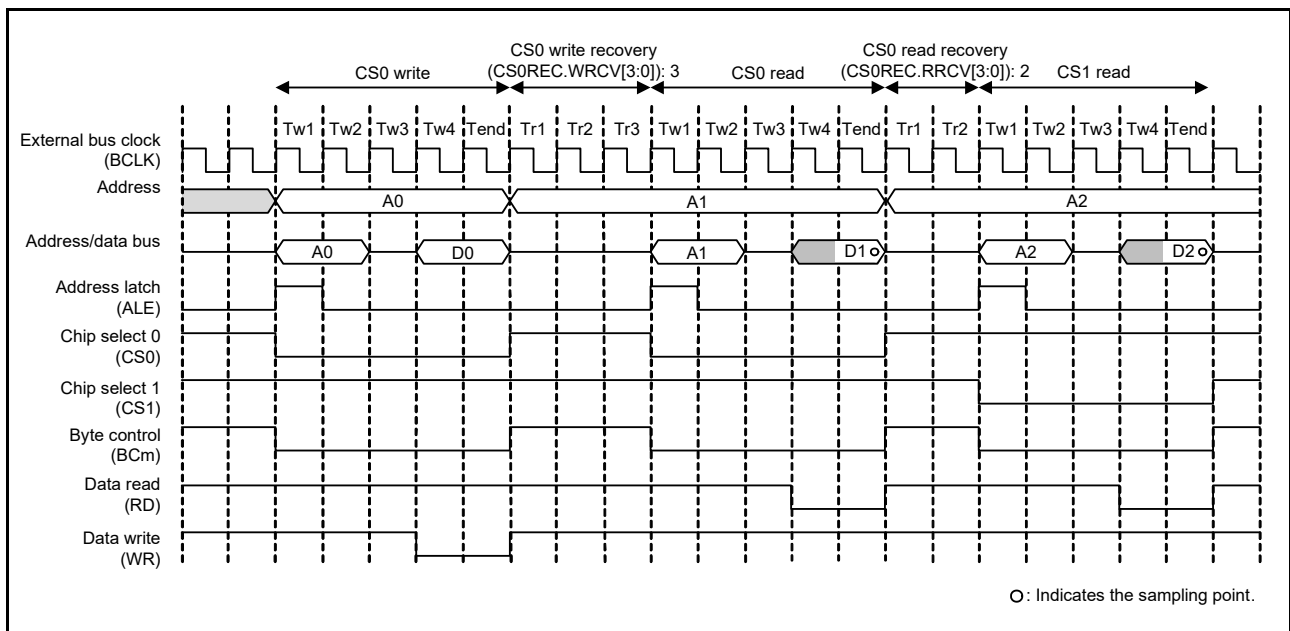 CS0 write recovery
CS0 read recovery
CS0 write (CS0REC.WRCV[3:0]): 3 CS0 read (CS0REC.RRCV[3:0]): 2 CS1 read
Tw1 Tw2 Tw3 Tw4 Tend Tr1 Tr2 Tr3 Tw1 Tw2 Tw3 Tw4 Tend Tr1 Tr2 Tw1 Tw2 Tw3 Tw4 Tend
External bus clock
(BCLK)
Address
A0 A1 A2
Address/data bus
A0 D0 A1 D1 A2 D2
Address latch
(ALE)
Chip select 0
(CS0)
Chip select 1
(CS1)
Byte control
(BCm)
Data read
(RD)
Data write
(WR)
: Indicates the sampling point.